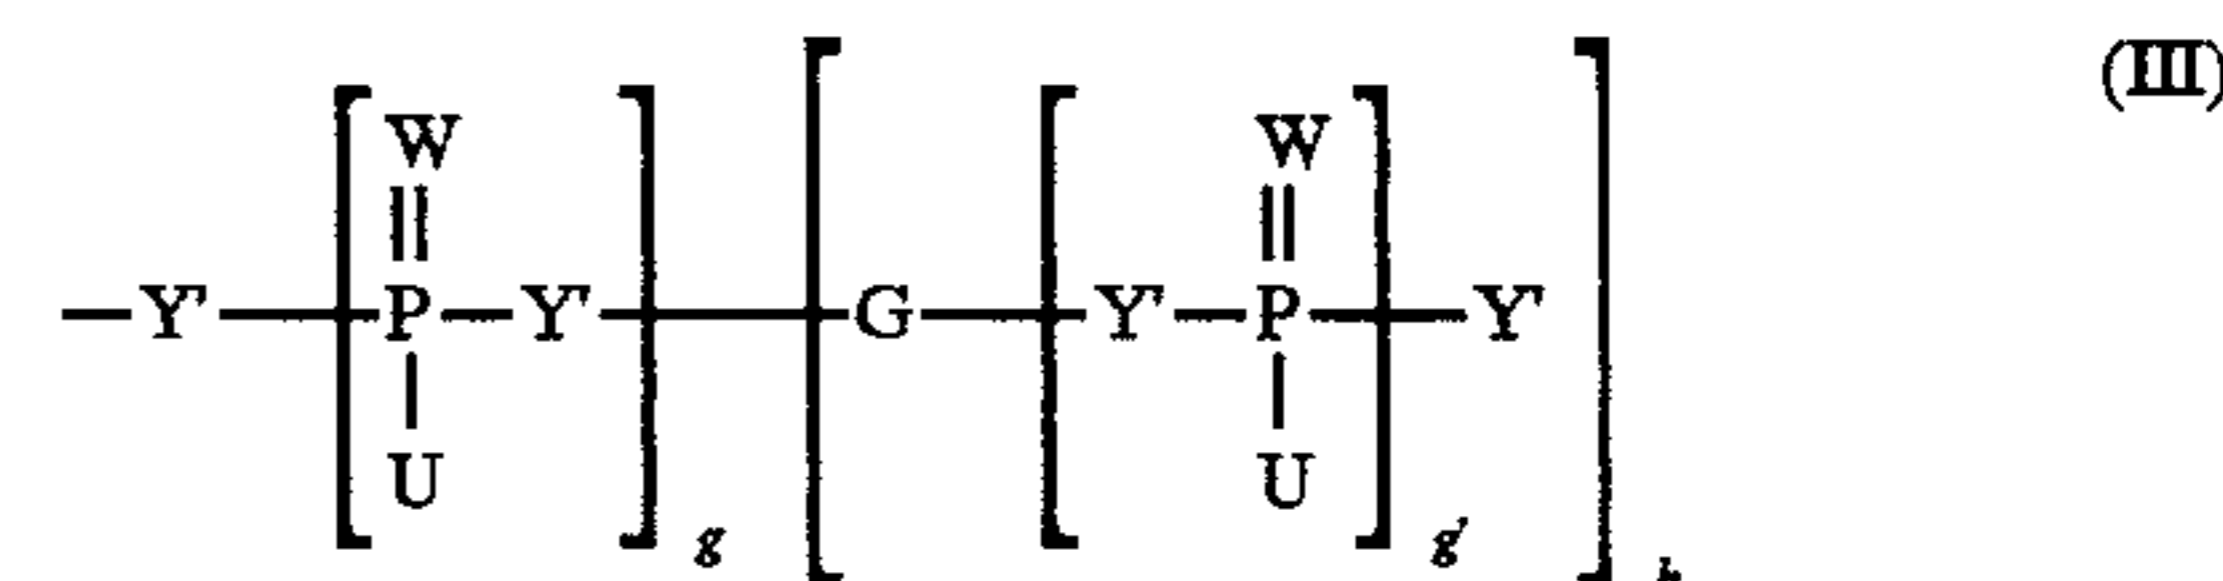 (III)
W W
—Y' P—Y' G Y'—P Y'
U U
g g'